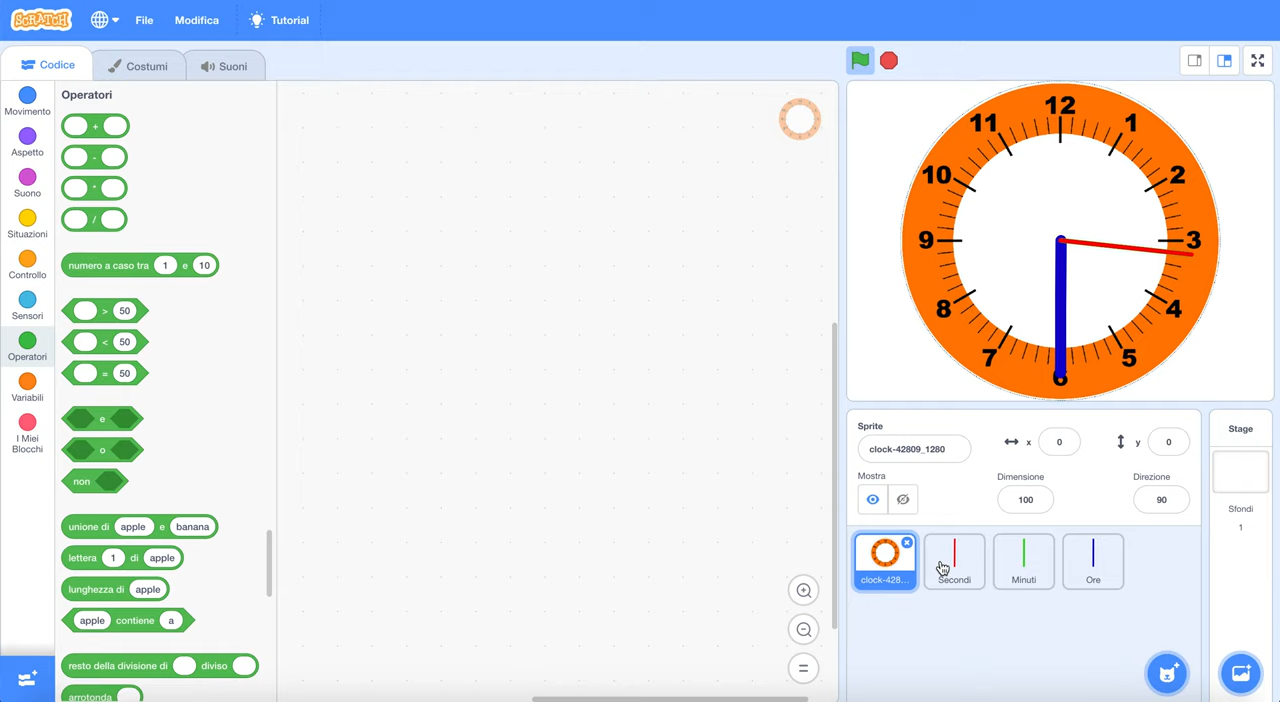 SCRATCH
File
Modifica
Tutorial
Codice
Costumi
Suoni
Movimento
Aspetto
Suono
Situazioni
Controllo
Sensori
Operatori
Variabili
I Miei
Blocchi
Operatori
+
-
*
/
numero a caso tra 1 e 10
> 50
< 50
= 50
e
o
non
unione di apple e banana
lettera 1 di apple
lunghezza di apple
apple contiene a
resto della divisione di diviso
arrotonda
12
11 1
10 2
9 3
8 4
7 5
6
Sprite
clock-42809_1280
x 0
y 0
Mostra
Dimensione
100
Direzione
90
clock-428...
Secondi
Minuti
Ore
Stage
Sfondi
1